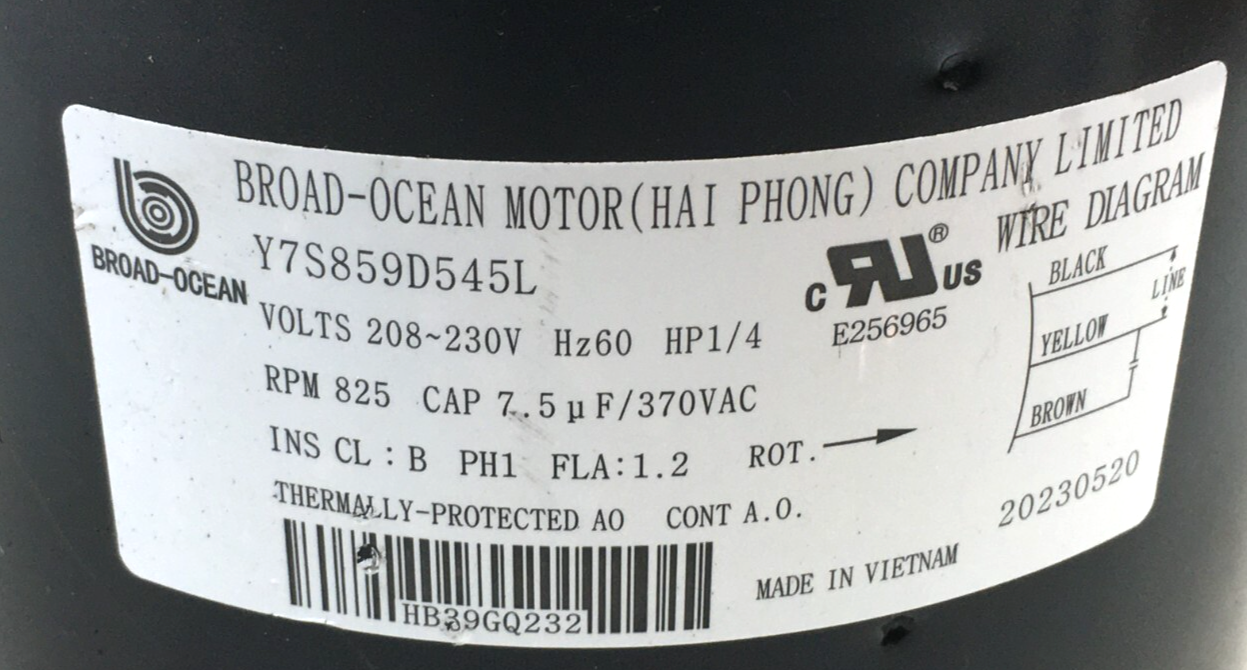 BROAD-OCEAN
BROAD-OCEAN MOTOR(HAI PHONG) COMPANY LIMITED
Y7S859D545L
C RU® US
E256965
VOLTS 208~230V Hz60 HP1/4
RPM 825 CAP 7.5μF/370VAC
INS CL:B PH1 FLA:1.2 ROT.
THERMALLY-PROTECTED AO CONT A.O.
HB39GQ232
MADE IN VIETNAM
WIRE DIAGRAM
BLACK
LINE
YELLOW
BROWN
20230520